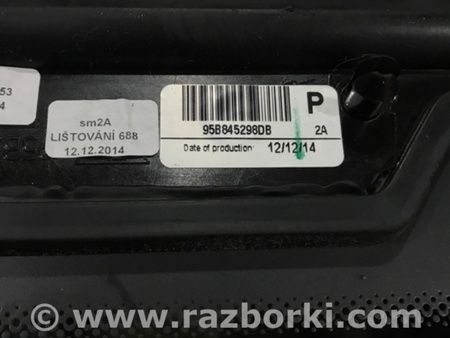 53
4
sm2A
LIŠTOVÁNÍ 688
12.12.2014
P
95B845298DB
2A
Date of production: 12/12/14
© www.razborki.com